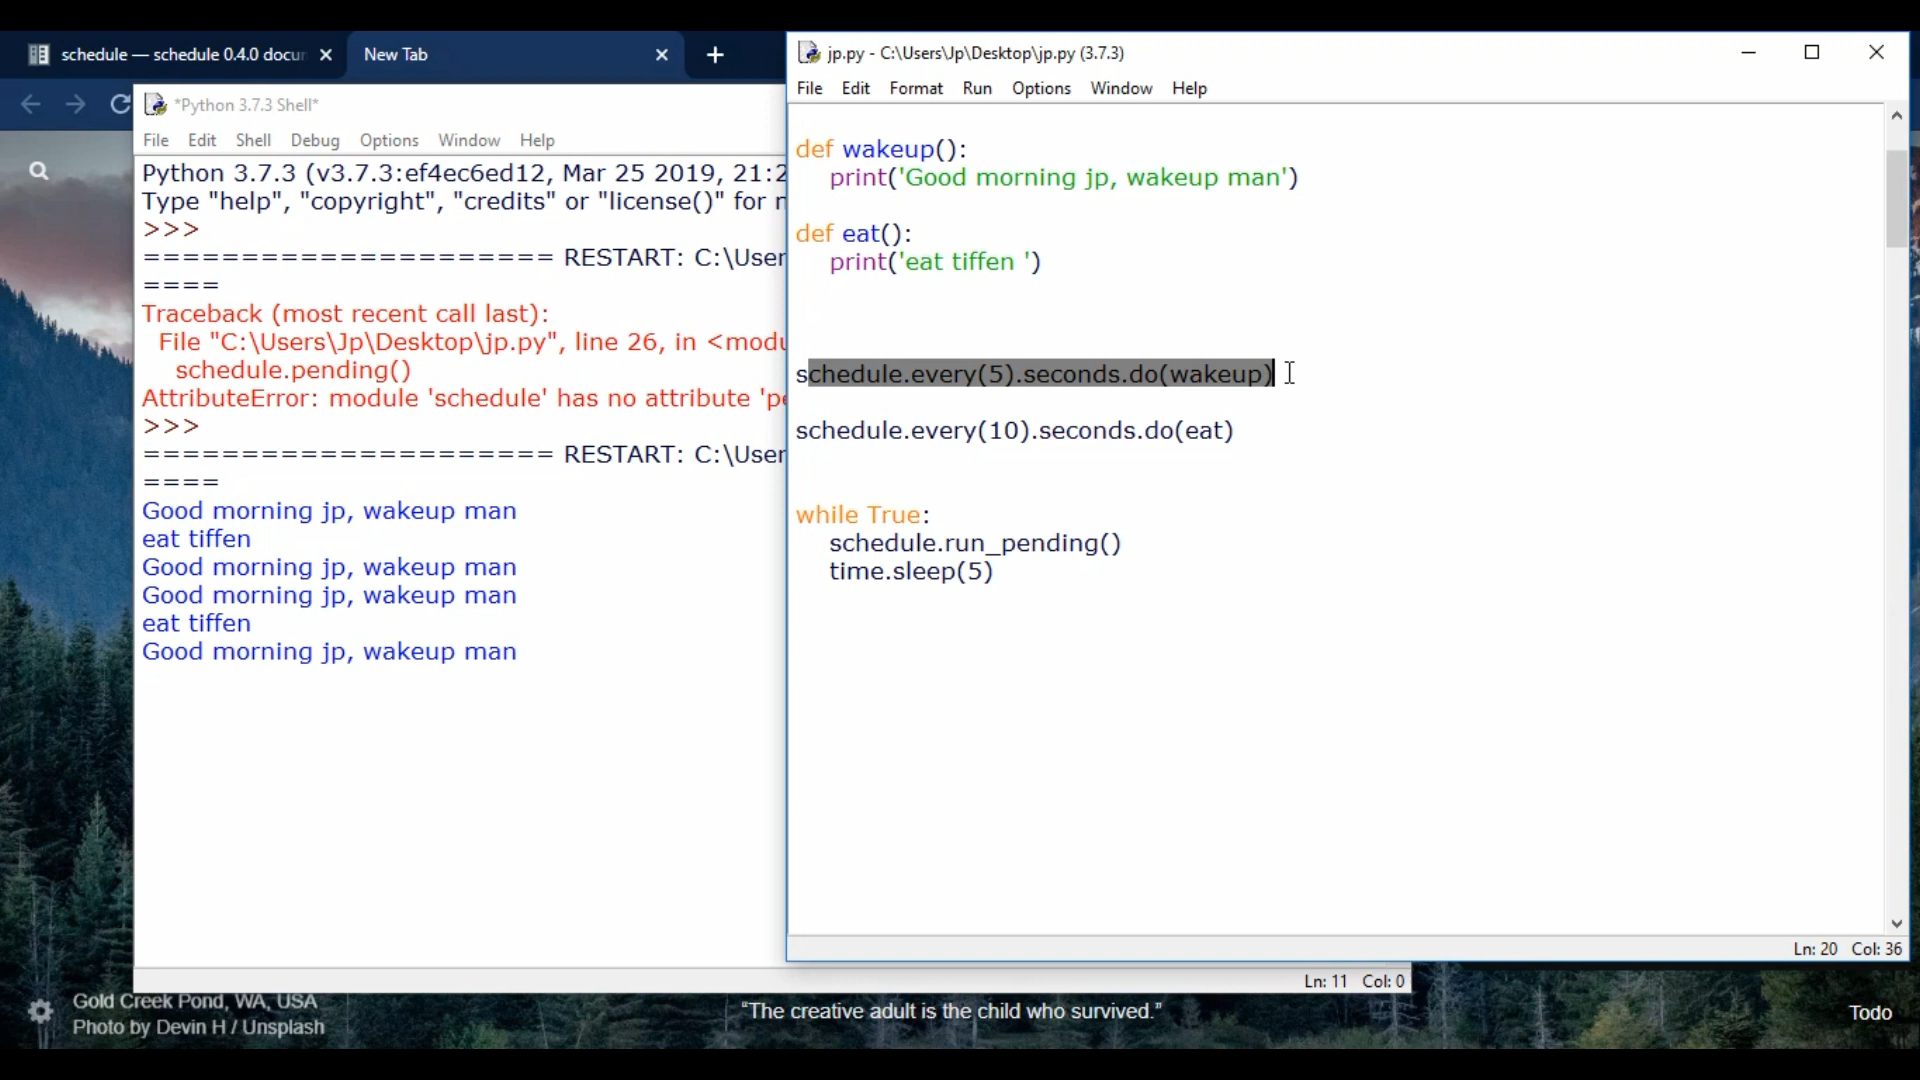 schedule — schedule 0.4.0 docu
New Tab
*Python 3.7.3 Shell*
File Edit Shell Debug Options Window Help
Python 3.7.3 (v3.7.3:ef4ec6ed12, Mar 25 2019, 21:2
Type "help", "copyright", "credits" or "license()" for
>>>
===================== RESTART: C:\User
====
Traceback (most recent call last):
File "C:\Users\Jp\Desktop\jp.py", line 26, in <modu
schedule.pending()
AttributeError: module 'schedule' has no attribute 'pe
>>>
===================== RESTART: C:\User
====
Good morning jp, wakeup man
eat tiffen
Good morning jp, wakeup man
Good morning jp, wakeup man
eat tiffen
Good morning jp, wakeup man
Ln: 11 Col: 0
jp.py - C:\Users\Jp\Desktop\jp.py (3.7.3)
File Edit Format Run Options Window Help
def wakeup():
print('Good morning jp, wakeup man')
def eat():
print('eat tiffen ')
schedule.every(5).seconds.do(wakeup)
schedule.every(10).seconds.do(eat)
while True:
schedule.run_pending()
time.sleep(5)
Ln: 20 Col: 36
Gold Creek Pond, WA, USA
Photo by Devin H / Unsplash
“The creative adult is the child who survived.”
Todo